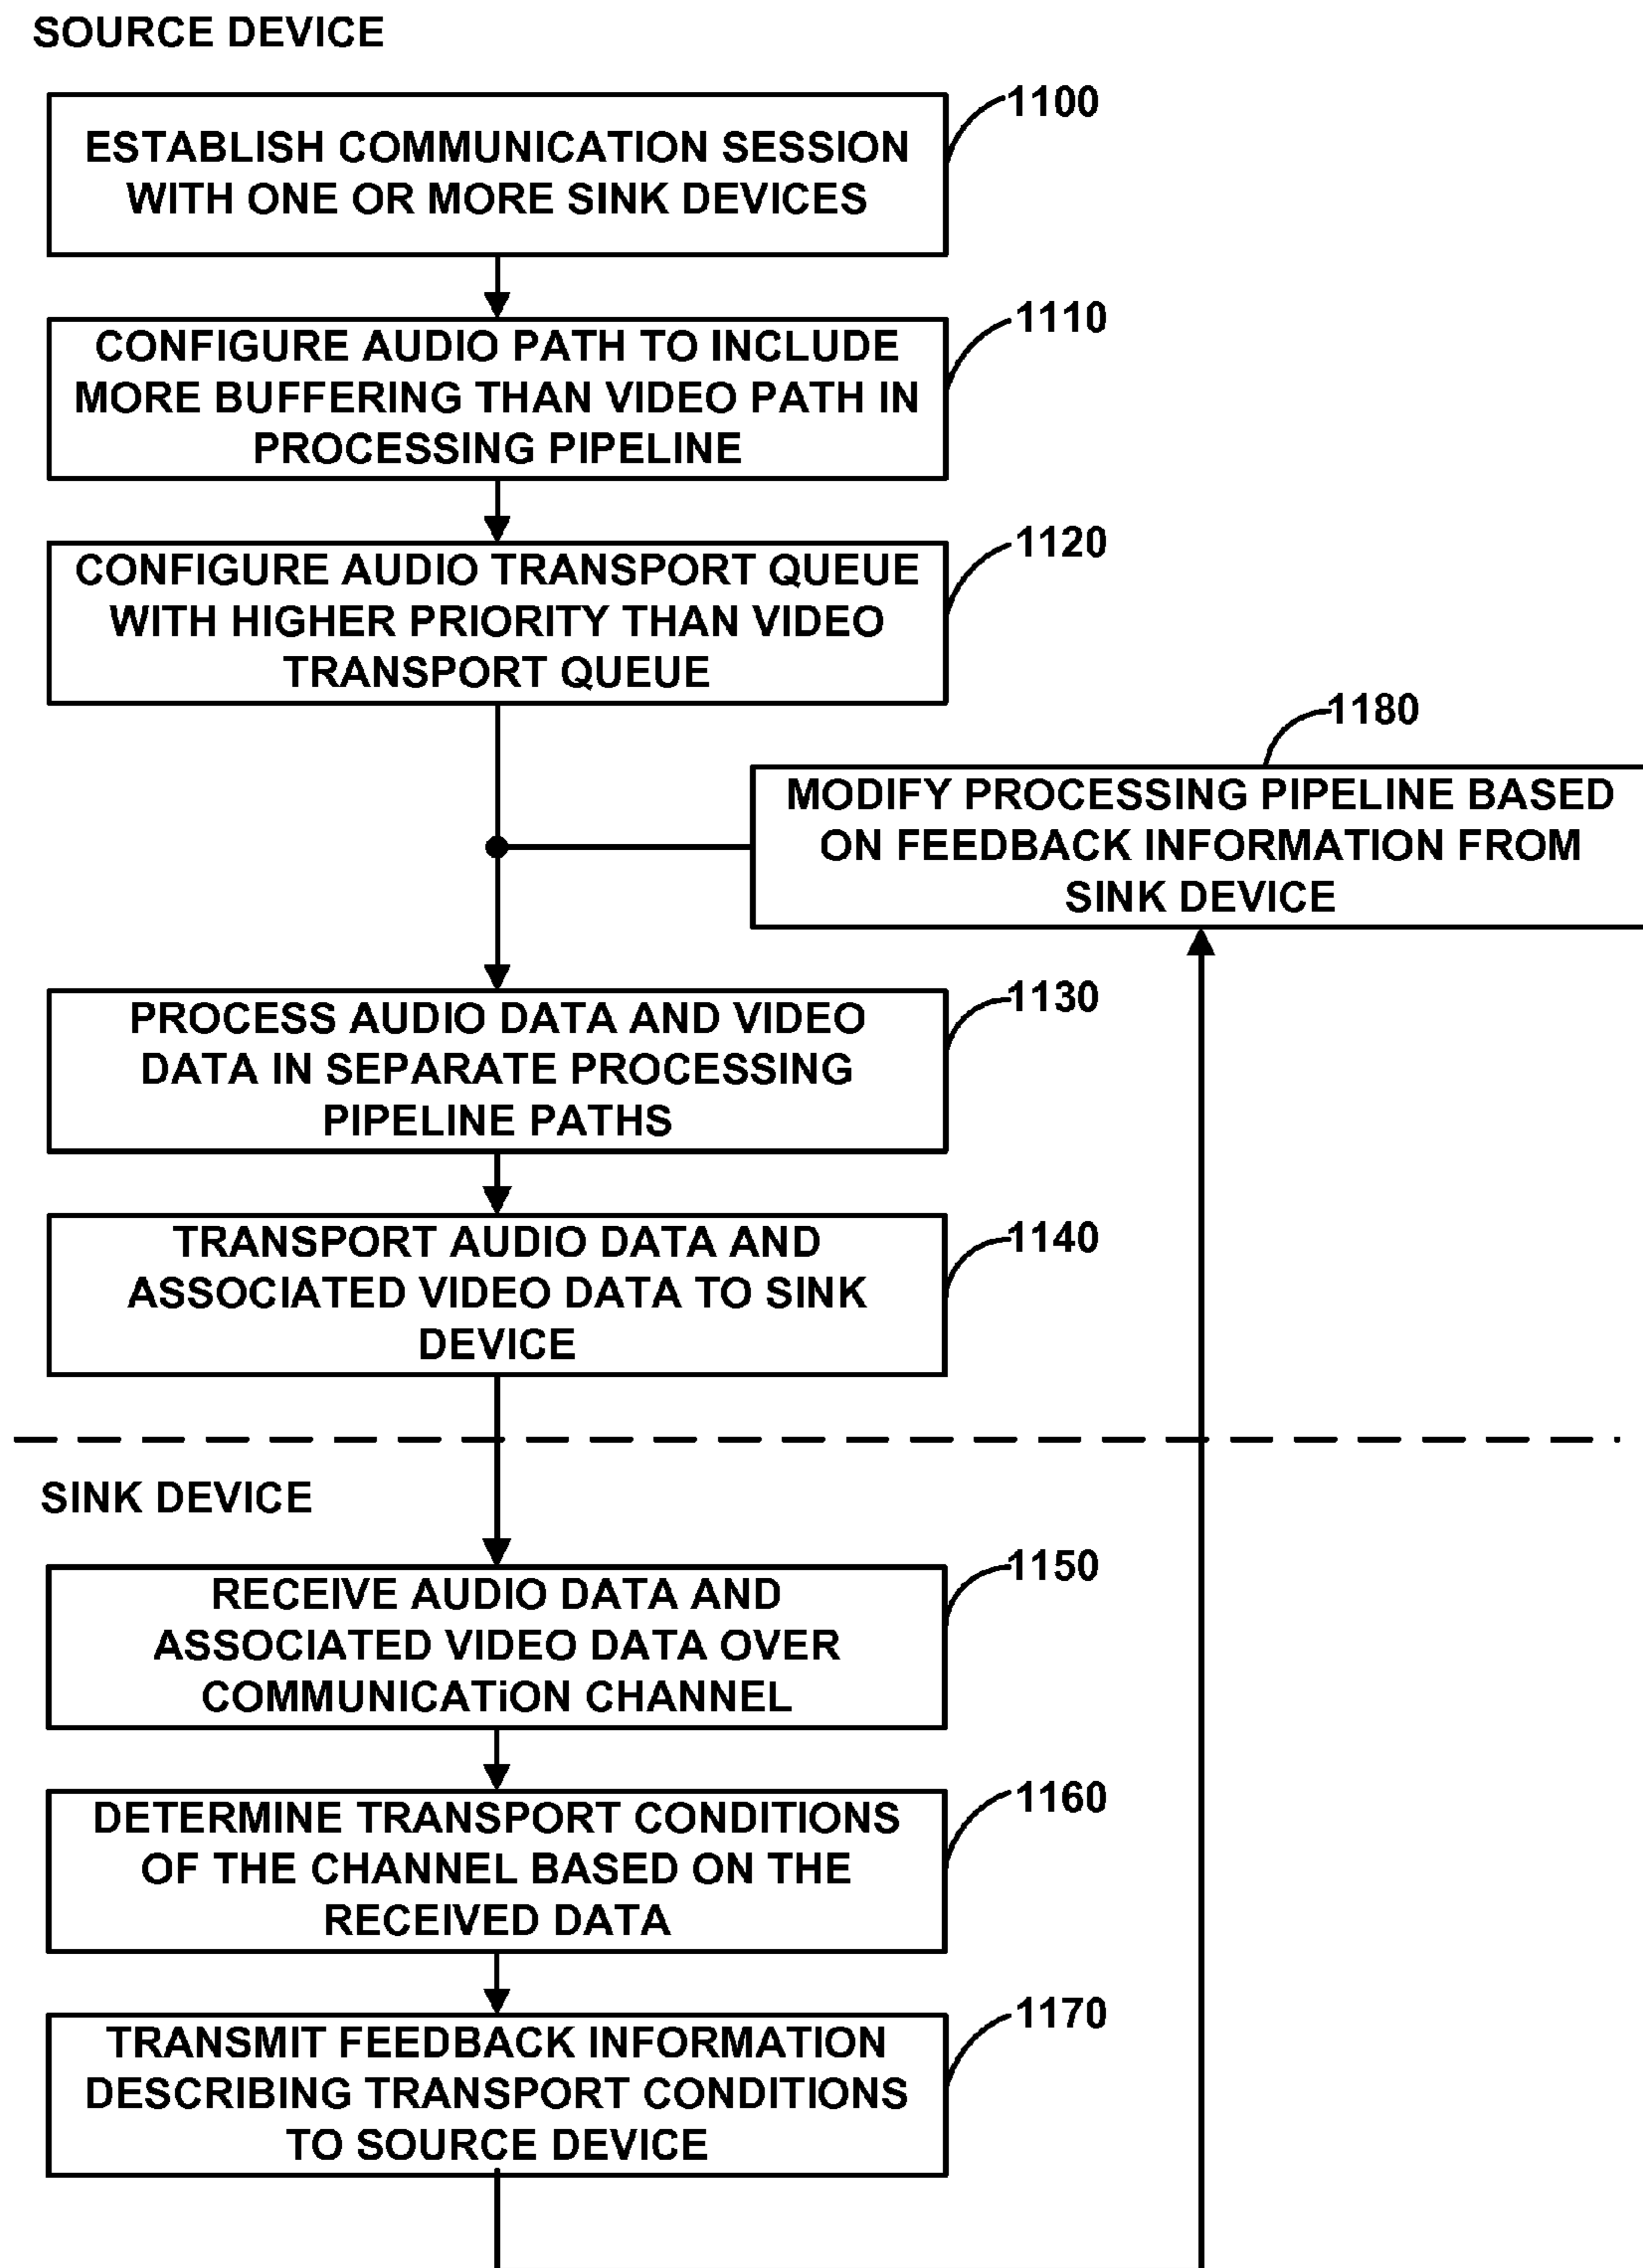 SOURCE DEVICE
1100
ESTABLISH COMMUNICATION SESSION
WITH ONE OR MORE SINK DEVICES
1110
CONFIGURE AUDIO PATH TO INCLUDE
MORE BUFFERING THAN VIDEO PATH IN
PROCESSING PIPELINE
1120
CONFIGURE AUDIO TRANSPORT QUEUE
WITH HIGHER PRIORITY THAN VIDEO
TRANSPORT QUEUE
1180
MODIFY PROCESSING PIPELINE BASED
ON FEEDBACK INFORMATION FROM
SINK DEVICE
1130
PROCESS AUDIO DATA AND VIDEO
DATA IN SEPARATE PROCESSING
PIPELINE PATHS
1140
TRANSPORT AUDIO DATA AND
ASSOCIATED VIDEO DATA TO SINK
DEVICE
SINK DEVICE
1150
RECEIVE AUDIO DATA AND
ASSOCIATED VIDEO DATA OVER
COMMUNICATiON CHANNEL
1160
DETERMINE TRANSPORT CONDITIONS
OF THE CHANNEL BASED ON THE
RECEIVED DATA
1170
TRANSMIT FEEDBACK INFORMATION
DESCRIBING TRANSPORT CONDITIONS
TO SOURCE DEVICE